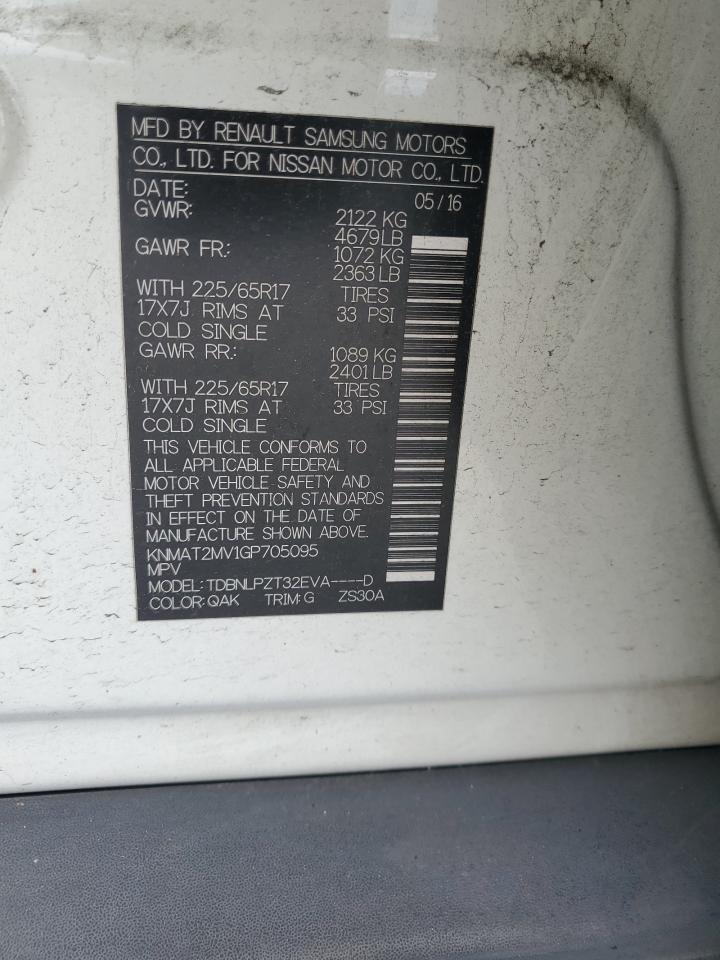 MFD BY RENAULT SAMSUNG MOTORS
CO., LTD. FOR NISSAN MOTOR CO., LTD.
DATE: 05/16
GVWR: 2122 KG
4679LB
GAWR FR: 1072 KG
2363LB
WITH 225/65R17 TIRES
17X7J RIMS AT 33 PSI
COLD SINGLE
GAWR RR: 1089 KG
2401LB
WITH 225/65R17 TIRES
17X7J RIMS AT 33 PSI
COLD SINGLE
THIS VEHICLE CONFORMS TO
ALL APPLICABLE FEDERAL
MOTOR VEHICLE SAFETY AND
THEFT PREVENTION STANDARDS
IN EFFECT ON THE DATE OF
MANUFACTURE SHOWN ABOVE.
KNMAT2MV1GP705095
MPV
MODEL: TDBNLPZT32EVA----D
COLOR: QAK TRIM: G ZS30A